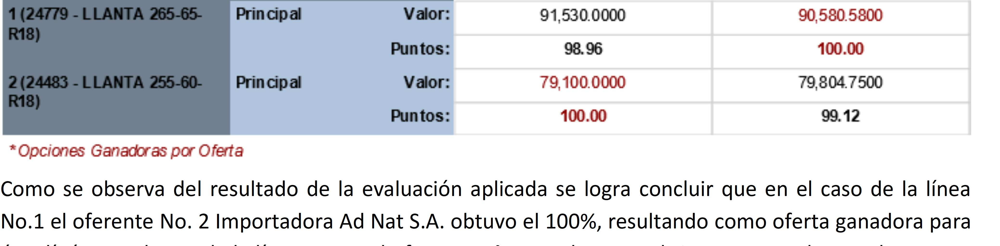 1 (24779 - LLANTA 265-65-R18) Principal Valor: 91,530.0000 90,580.5800
Puntos: 98.96 100.00
2 (24483 - LLANTA 255-60-R18) Principal Valor: 79,100.0000 79,804.7500
Puntos: 100.00 99.12
*Opciones Ganadoras por Oferta
Como se observa del resultado de la evaluación aplicada se logra concluir que en el caso de la línea
No.1 el oferente No. 2 Importadora Ad Nat S.A. obtuvo el 100%, resultando como oferta ganadora para